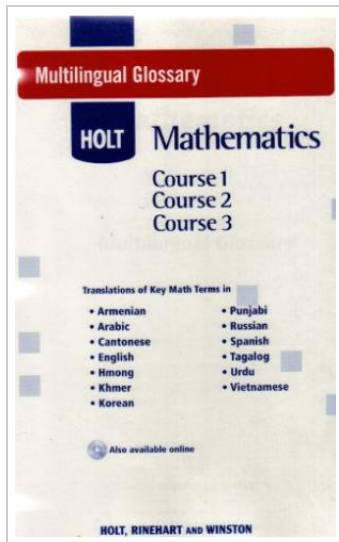 Multilingual Glossary
HOLT Mathematics
Course 1
Course 2
Course 3
Translations of Key Math Terms in
• Armenian
• Arabic
• Cantonese
• English
• Hmong
• Khmer
• Korean
• Punjabi
• Russian
• Spanish
• Tagalog
• Urdu
• Vietnamese
Also available online
HOLT, RINEHART AND WINSTON